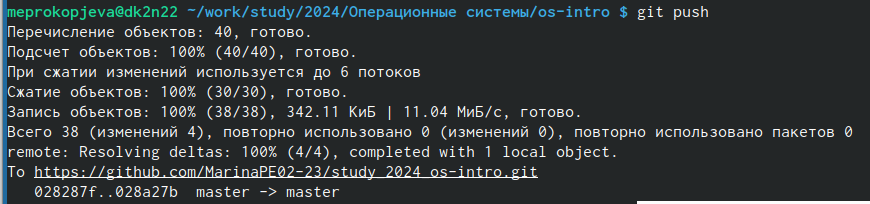 meprokopjeva@dk2n22 ~/work/study/2024/Операционные системы/os-intro $ git push
Перечисление объектов: 40, готово.
Подсчет объектов: 100% (40/40), готово.
При сжатии изменений используется до 6 потоков
Сжатие объектов: 100% (30/30), готово.
Запись объектов: 100% (38/38), 342.11 КиБ | 11.04 МиБ/с, готово.
Всего 38 (изменений 4), повторно использовано 0 (изменений 0), повторно использовано пакетов 0
remote: Resolving deltas: 100% (4/4), completed with 1 local object.
To https://github.com/MarinaPE02-23/study_2024_os-intro.git
   028287f..028a27b  master -> master